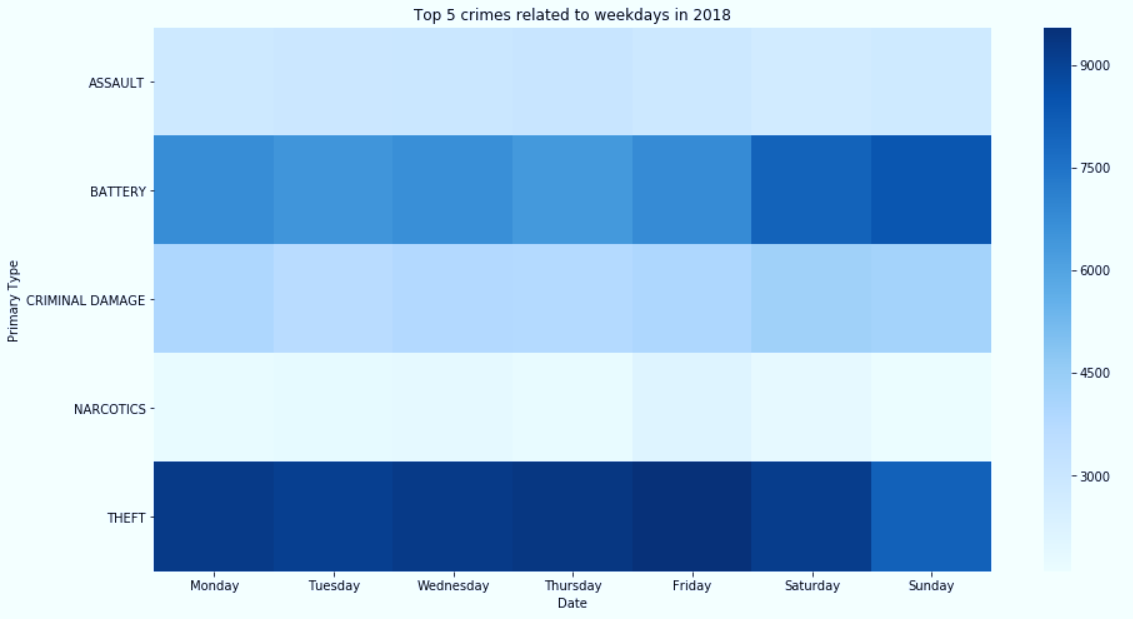 Top 5 crimes related to weekdays in 2018
Primary Type
ASSAULT
BATTERY
CRIMINAL DAMAGE
NARCOTICS
THEFT
Monday Tuesday Wednesday Thursday Friday Saturday Sunday
Date
9000
7500
6000
4500
3000